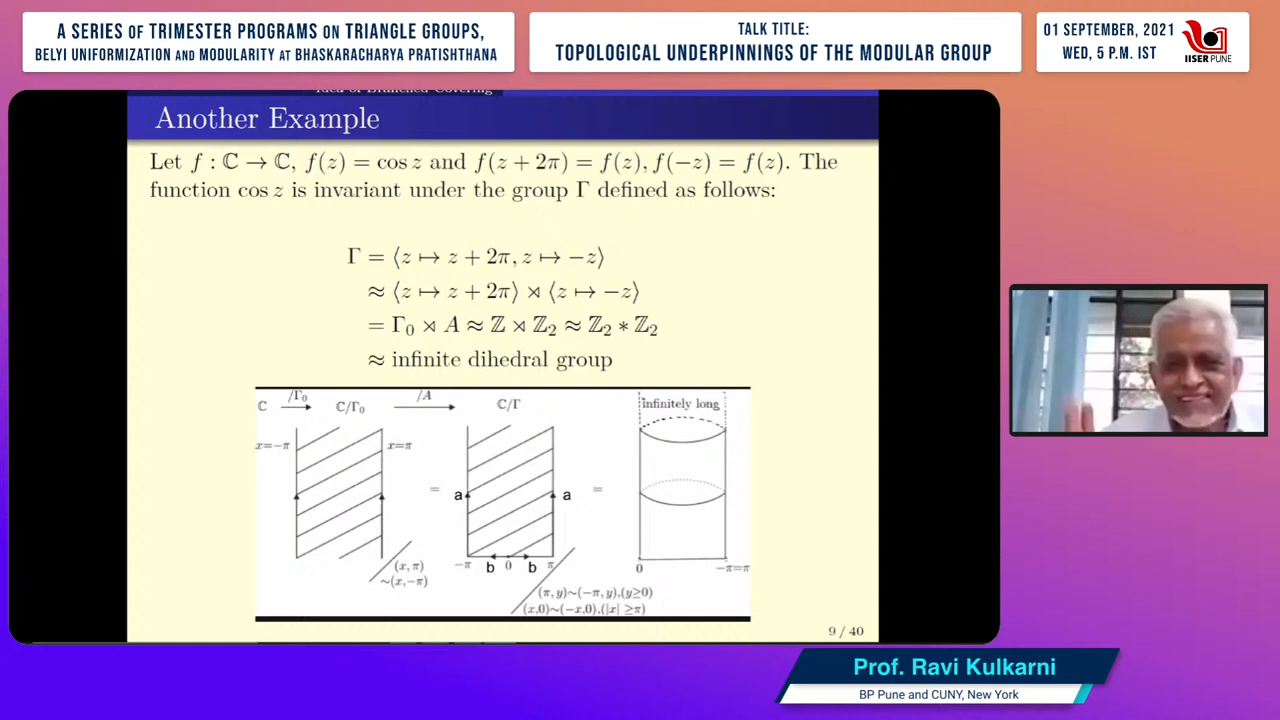 A SERIES OF TRIMESTER PROGRAMS ON TRIANGLE GROUPS,
BELYI UNIFORMIZATION AND MODULARITY AT BHASKARACHARYA PRATISHTHANA
TALK TITLE:
TOPOLOGICAL UNDERPINNINGS OF THE MODULAR GROUP
01 SEPTEMBER, 2021
WED, 5 P.M. IST
IISER PUNE
Idea of Branched Covering
Another Example
Let f : ℂ → ℂ, f(z) = cos z and f(z + 2π) = f(z), f(−z) = f(z). The
function cos z is invariant under the group Γ defined as follows:
Γ = ⟨z ↦ z + 2π, z ↦ −z⟩
≈ ⟨z ↦ z + 2π⟩ ⋊ ⟨z ↦ −z⟩
= Γ₀ ⋊ A ≈ ℤ ⋊ ℤ₂ ≈ ℤ₂ ∗ ℤ₂
≈ infinite dihedral group
ℂ /Γ₀ → ℂ/Γ₀ /A → ℂ/Γ infinitely long
x=−π x=π
a a
= =
−π b 0 b π
0 −π=π
(x,π)
~(x,−π)
(π,y)~(−π,y),(y≥0)
(x,0)~(−x,0),(|x| ≥π)
9 / 40
Prof. Ravi Kulkarni
BP Pune and CUNY, New York